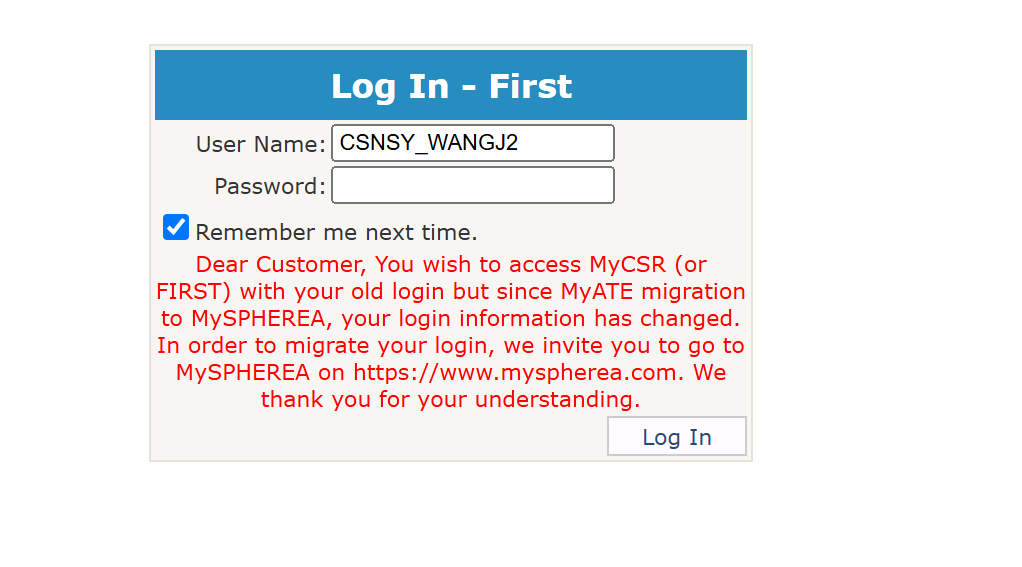 Log In - First
User Name: CSNSY_WANGJ2
Password:
Remember me next time.
Dear Customer, You wish to access MyCSR (or
FIRST) with your old login but since MyATE migration
to MySPHEREA, your login information has changed.
In order to migrate your login, we invite you to go to
MySPHEREA on https://www.myspherea.com. We
thank you for your understanding.
Log In